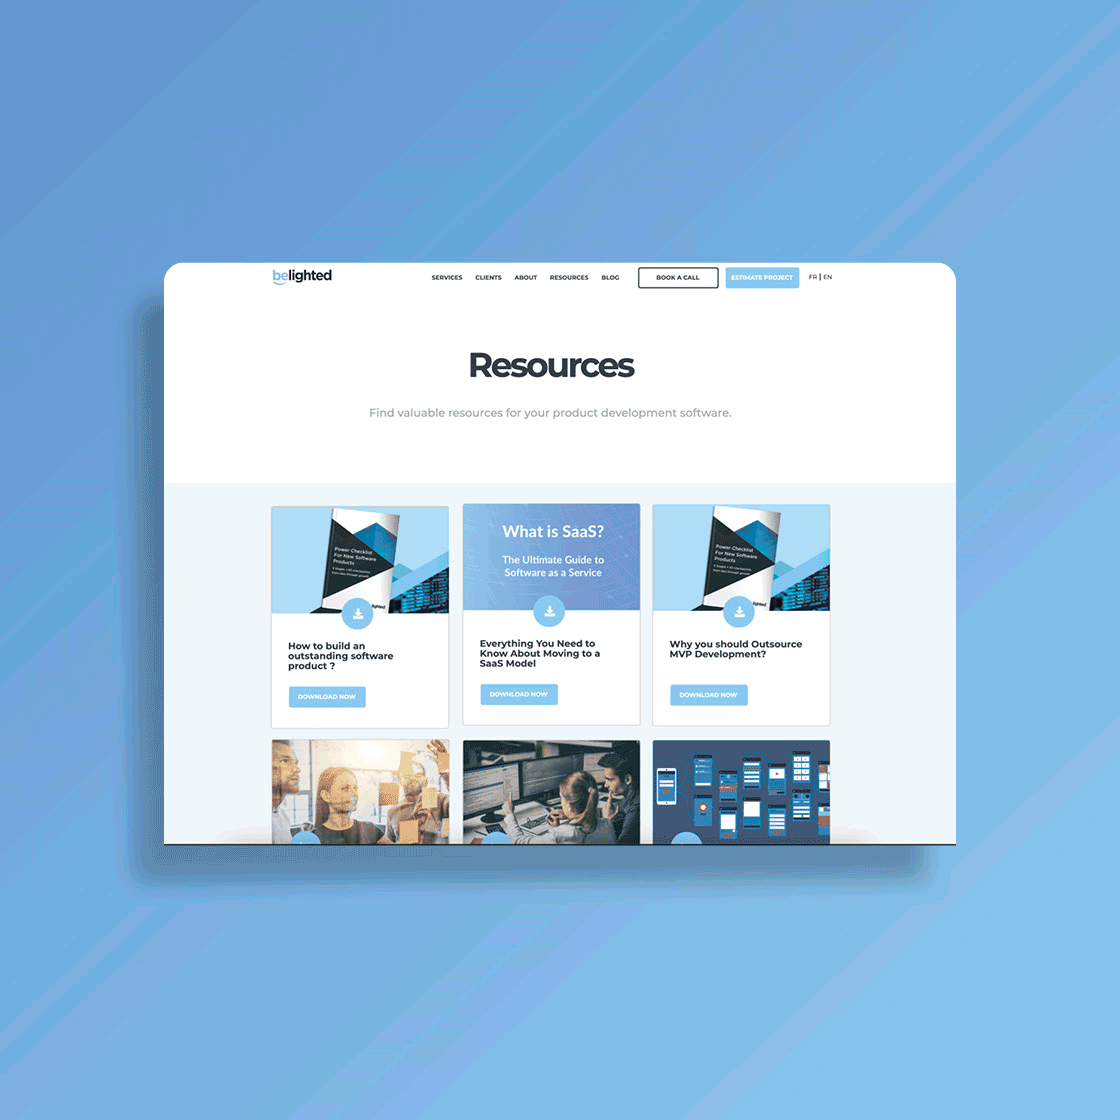 belighted
SERVICES CLIENTS ABOUT RESOURCES BLOG BOOK A CALL ESTIMATE PROJECT FR | EN
Resources
Find valuable resources for your product development software.
Power Checklist
For New Software
Products
lighted
How to build an
outstanding software
product ?
DOWNLOAD NOW
What is SaaS?
The Ultimate Guide to
Software as a Service
Everything You Need to
Know About Moving to a
SaaS Model
DOWNLOAD NOW
Power Checklist
For New Software
Products
lighted
Why you should Outsource
MVP Development?
DOWNLOAD NOW